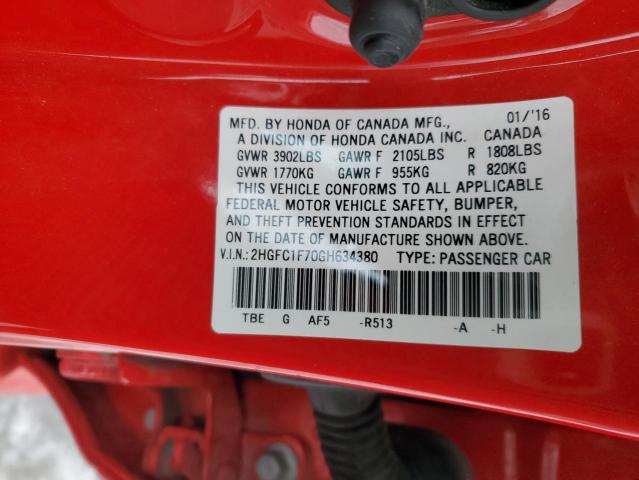 MFD. BY HONDA OF CANADA MFG., 01/'16
A DIVISION OF HONDA CANADA INC. CANADA
GVWR 3902LBS GAWR F 2105LBS R 1808LBS
GVWR 1770KG GAWR F 955KG R 820KG
THIS VEHICLE CONFORMS TO ALL APPLICABLE
FEDERAL MOTOR VEHICLE SAFETY, BUMPER,
AND THEFT PREVENTION STANDARDS IN EFFECT
ON THE DATE OF MANUFACTURE SHOWN ABOVE.
V.I.N.: 2HGFC1F70GH634380 TYPE: PASSENGER CAR
TBE G AF5 -R513 -A -H